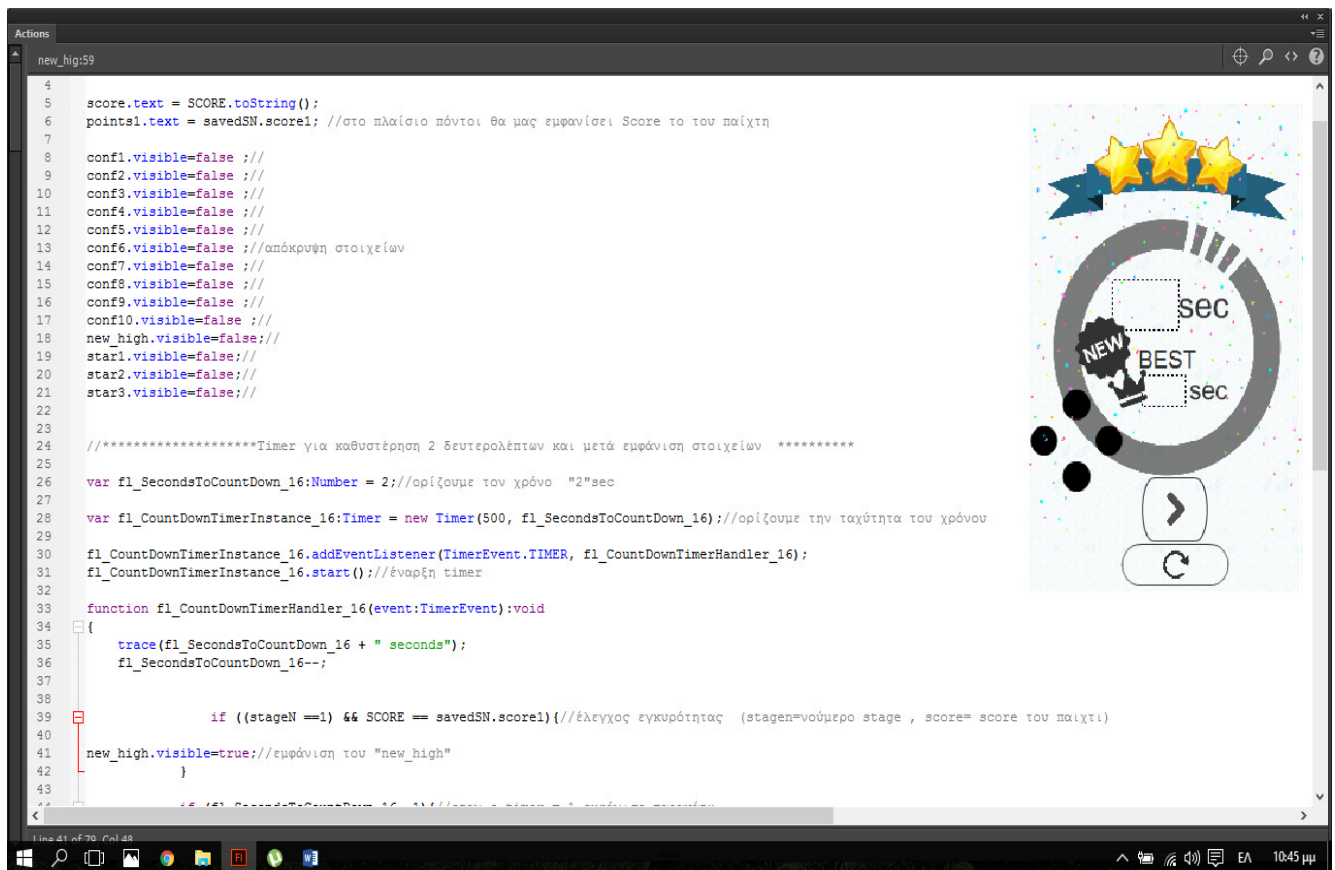 Actions
new_hig:59
4
5 score.text = SCORE.toString();
6 points1.text = savedSN.score1; //στο πλαίσιο πόντοι θα μας εμφανίσει Score το του παίχτη
7
8 conf1.visible=false ;//
9 conf2.visible=false ;//
10 conf3.visible=false ;//
11 conf4.visible=false ;//
12 conf5.visible=false ;//
13 conf6.visible=false ;//απόκρυψη στοιχείων
14 conf7.visible=false ;//
15 conf8.visible=false ;//
16 conf9.visible=false ;//
17 conf10.visible=false ;//
18 new_high.visible=false;//
19 star1.visible=false;//
20 star2.visible=false;//
21 star3.visible=false;//
22
23
24 //********************Timer για καθυστέρηση 2 δευτερολέπτων και μετά εμφάνιση στοιχείων **********
25
26 var fl_SecondsToCountDown_16:Number = 2;//ορίζουμε τον χρόνο "2"sec
27
28 var fl_CountDownTimerInstance_16:Timer = new Timer(500, fl_SecondsToCountDown_16);//ορίζουμε την ταχύτητα του χρόνου
29
30 fl_CountDownTimerInstance_16.addEventListener(TimerEvent.TIMER, fl_CountDownTimerHandler_16);
31 fl_CountDownTimerInstance_16.start();//έναρξη timer
32
33 function fl_CountDownTimerHandler_16(event:TimerEvent):void
34 {
35 trace(fl_SecondsToCountDown_16 + " seconds");
36 fl_SecondsToCountDown_16--;
37
38
39 if ((stageN ==1) && SCORE == savedSN.score1){//έλεγχος εγκυρότητας (stagen=νούμερο stage , score= score του παιχτι)
40
41 new_high.visible=true;//εμφάνιση του "new_high"
42 }
43
sec
NEW
BEST
sec
Line 41 of 79, Col 48
ΕΛ
10:45 μμ